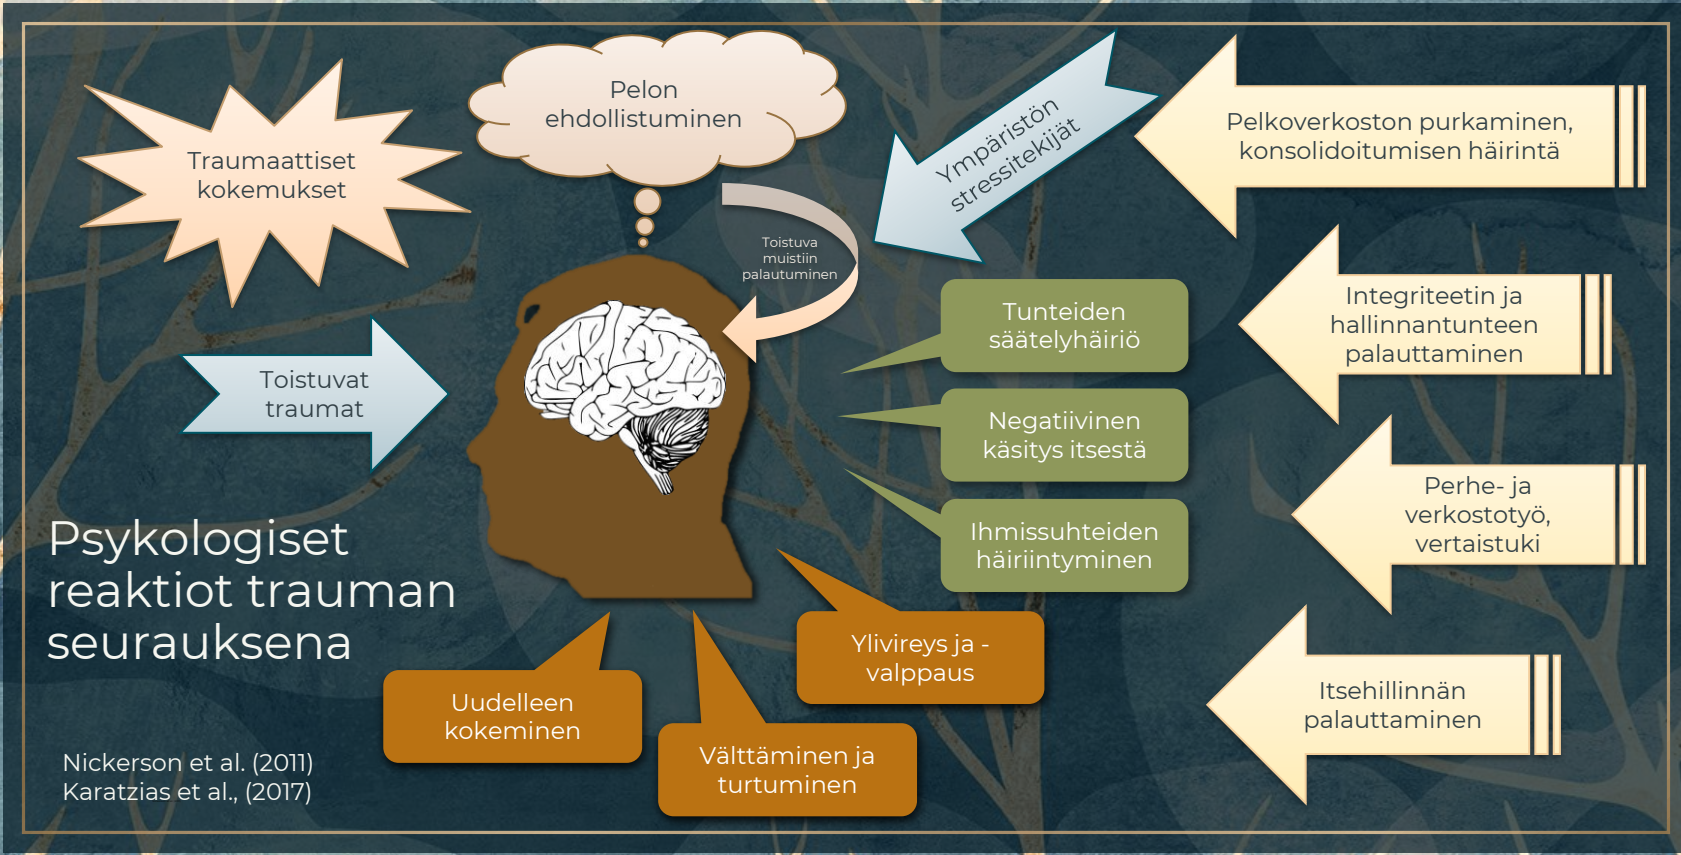 Traumaattiset
kokemukset
Pelon
ehdollistuminen
Ympäristön
stressitekijät
Pelkoverkoston purkaminen,
konsolidoitumisen häirintä
Toistuva
muistiin
palautuminen
Toistuvat
traumat
Tunteiden
säätelyhäiriö
Integriteetin ja
hallinnantunteen
palauttaminen
Negatiivinen
käsitys itsestä
Perhe- ja
verkostotyö,
vertaistuki
Ihmissuhteiden
häiriintyminen
Psykologiset
reaktiot trauman
seurauksena
Ylivireys ja -
valppaus
Uudelleen
kokeminen
Välttäminen ja
turtuminen
Itsehillinnän
palauttaminen
Nickerson et al. (2011)
Karatzias et al., (2017)